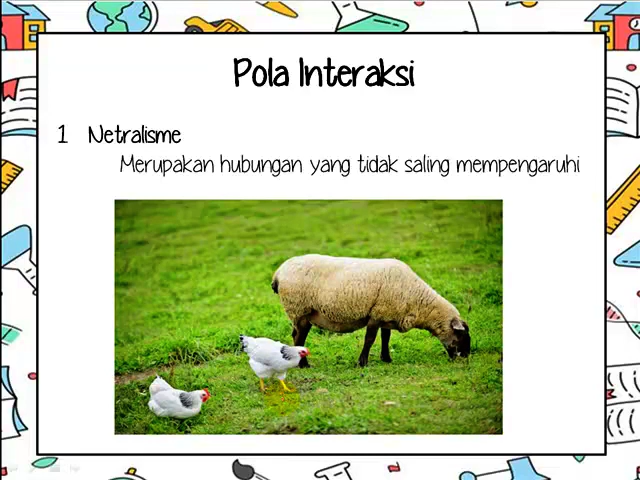 Pola Interaksi
1 Netralisme
Merupakan hubungan yang tidak saling mempengaruhi